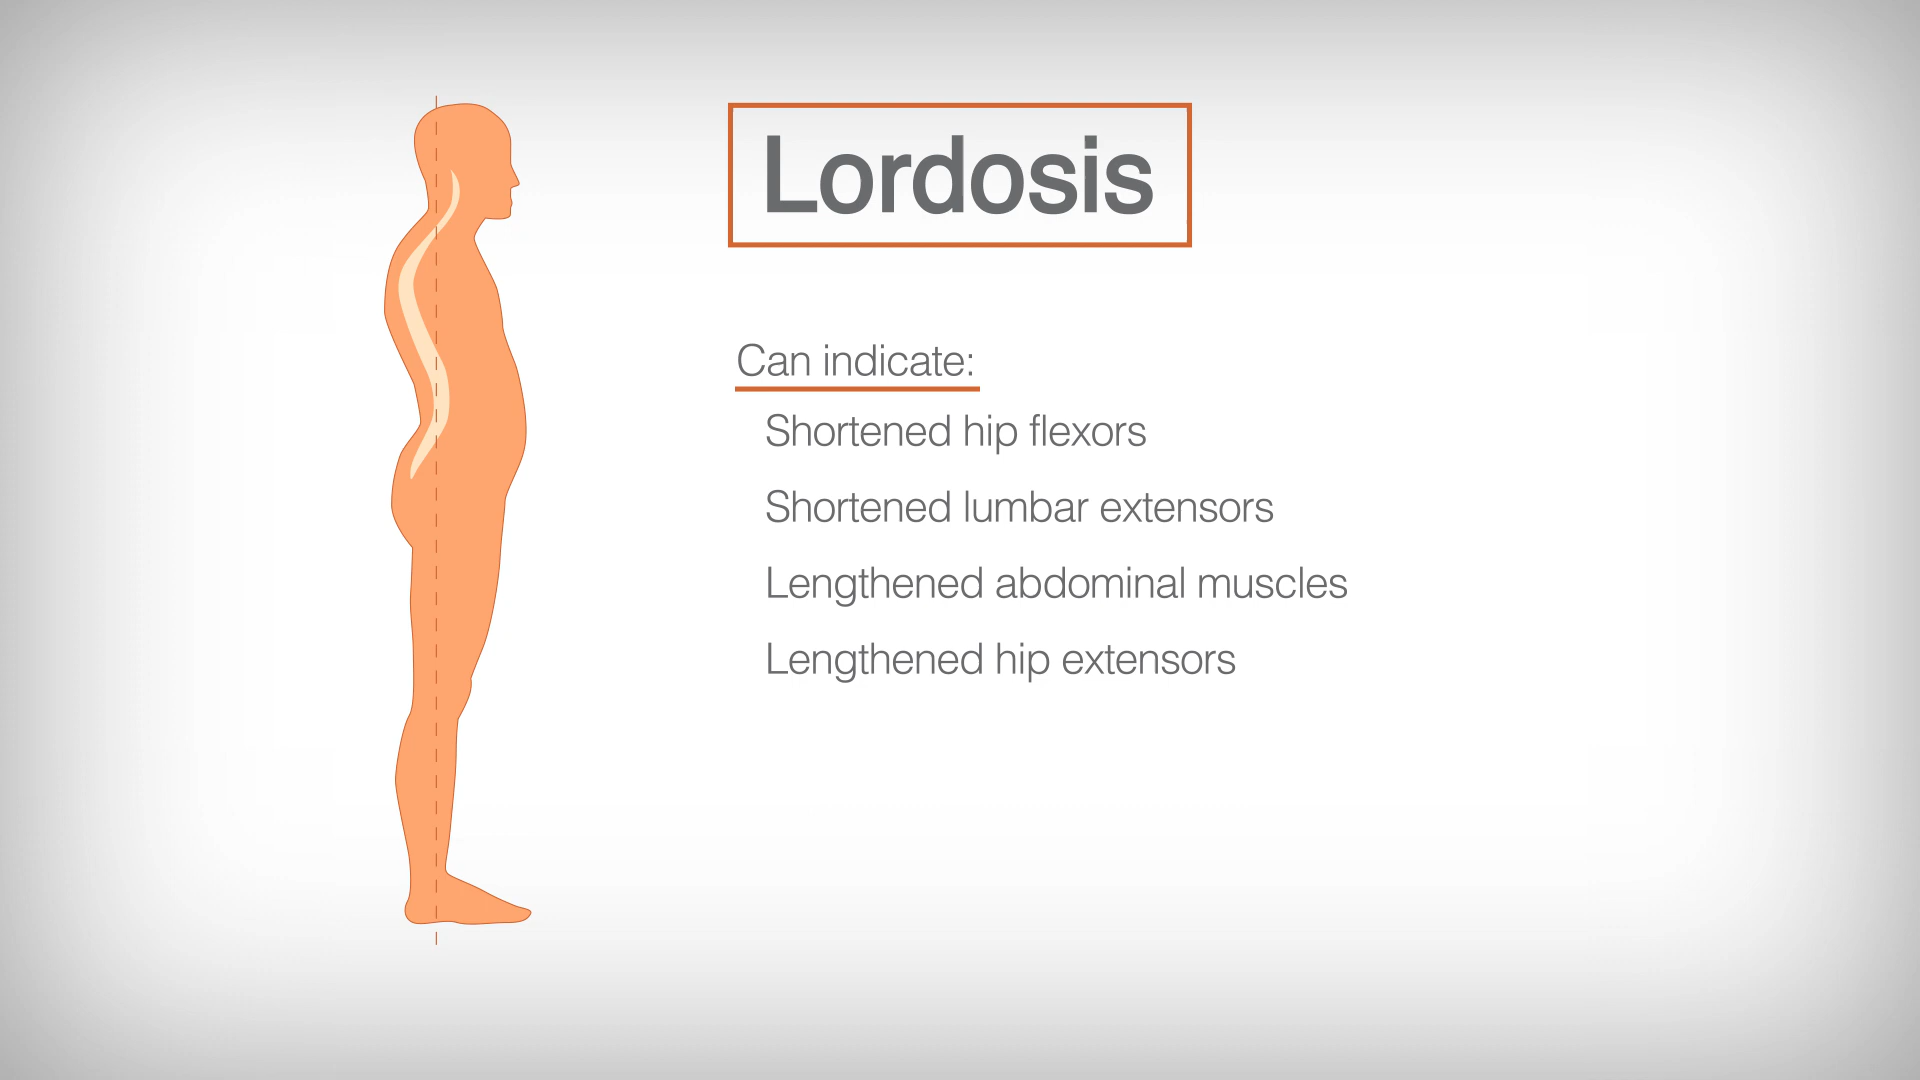 Lordosis
Can indicate:
Shortened hip flexors
Shortened lumbar extensors
Lengthened abdominal muscles
Lengthened hip extensors